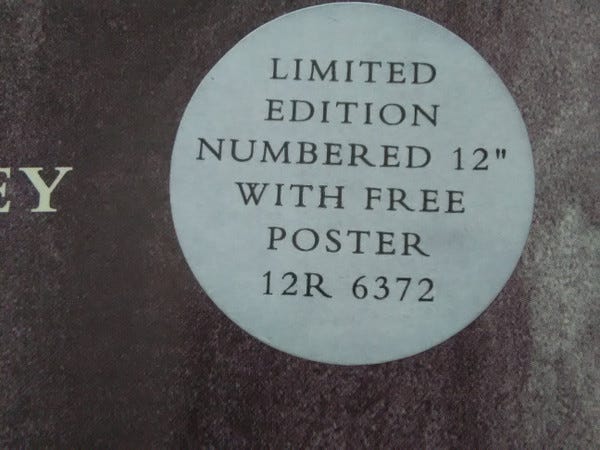 LIMITED
EDITION
NUMBERED 12"
WITH FREE
POSTER
12R 6372
EY